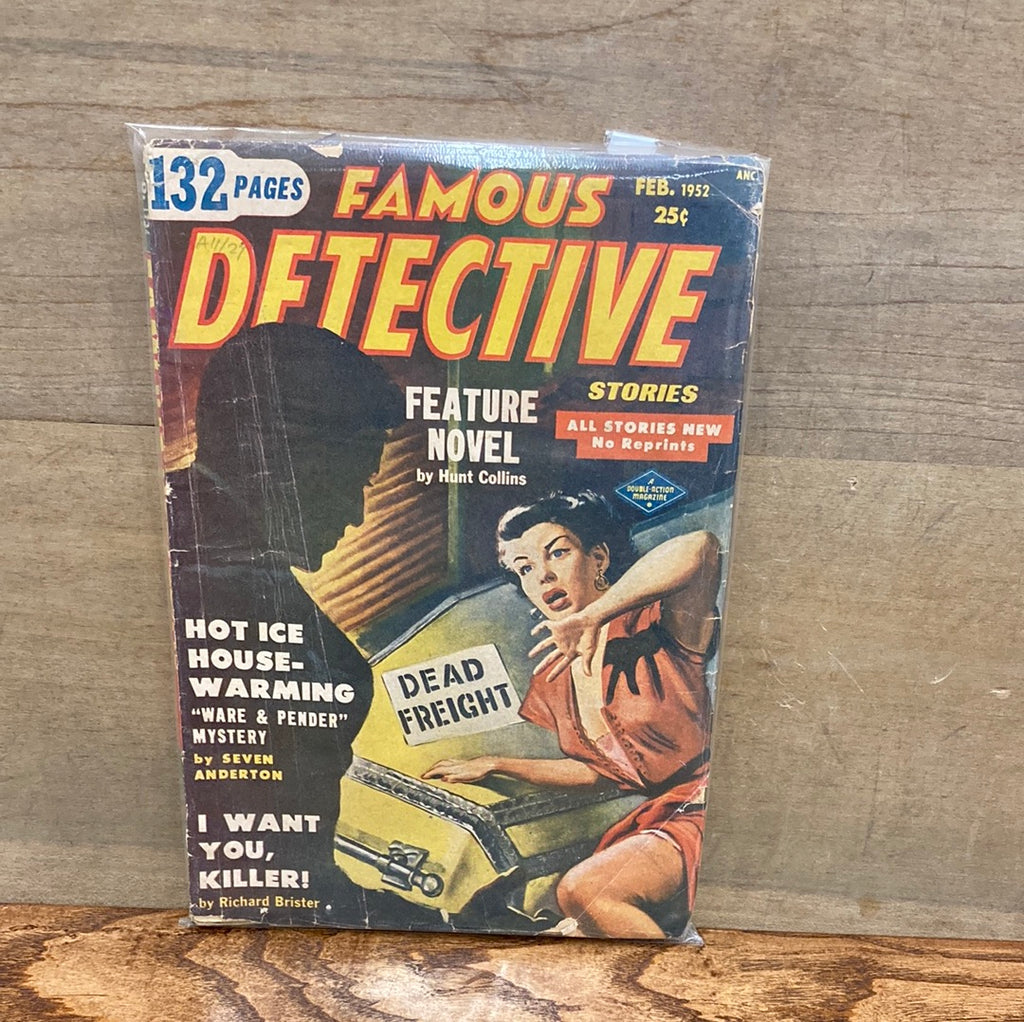 132 PAGES
FAMOUS
FEB. 1952
ANC
25¢
DETECTIVE
STORIES
FEATURE
NOVEL
by Hunt Collins
ALL STORIES NEW
No Reprints
A
DOUBLE-ACTION
MAGAZINE
DEAD
FREIGHT
HOT ICE
HOUSE-
WARMING
"WARE & PENDER"
MYSTERY
by SEVEN
ANDERTON
I WANT
YOU,
KILLER!
by Richard Brister